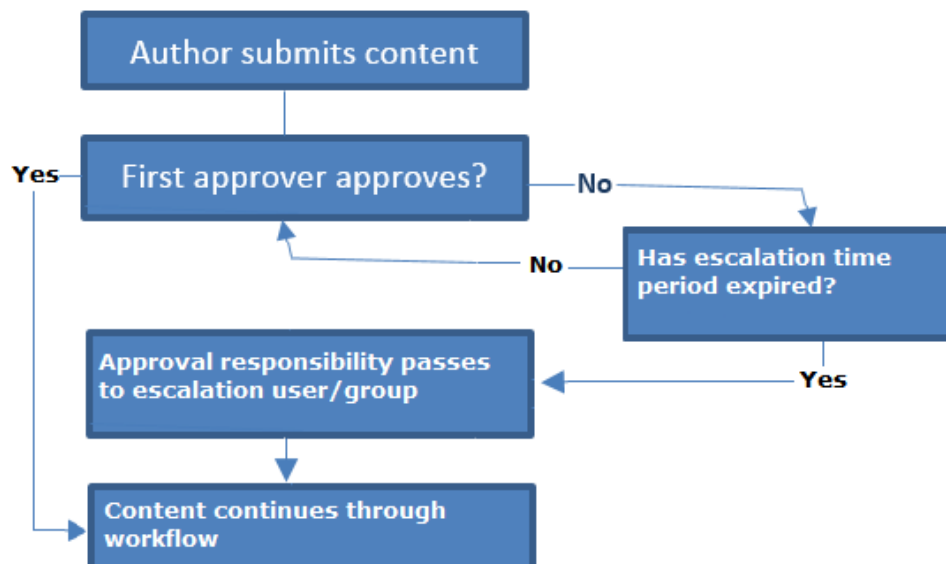 Author submits content
Yes
First approver approves?
No
No
Has escalation time
period expired?
Approval responsibility passes
to escalation user/group
Yes
Content continues through
workflow